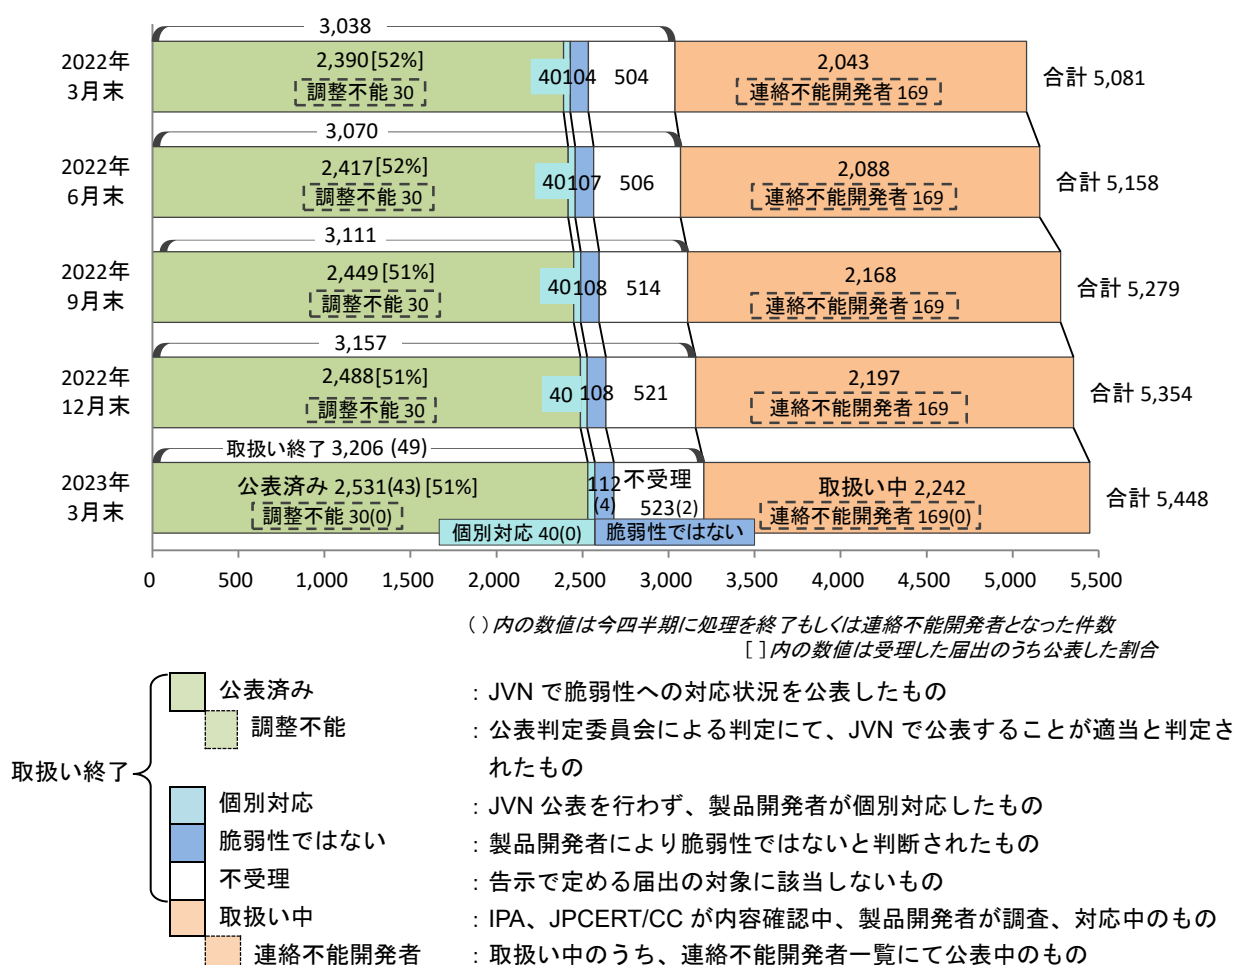 3,038
2022年
3月末
2,390[52%]
調整不能 30
40
104
504
2,043
連絡不能開発者 169
合計 5,081
3,070
2022年
6月末
2,417[52%]
調整不能 30
40
107
506
2,088
連絡不能開発者 169
合計 5,158
3,111
2022年
9月末
2,449[51%]
調整不能 30
40
108
514
2,168
連絡不能開発者 169
合計 5,279
3,157
2022年
12月末
2,488[51%]
調整不能 30
40
108
521
2,197
連絡不能開発者 169
合計 5,354
取扱い終了 3,206 (49)
2023年
3月末
公表済み 2,531(43) [51%]
調整不能 30(0)
112
(4)
不受理
523(2)
取扱い中 2,242
連絡不能開発者 169(0)
合計 5,448
個別対応 40(0)
脆弱性ではない
0 500 1,000 1,500 2,000 2,500 3,000 3,500 4,000 4,500 5,000 5,500
( )内の数値は今四半期に処理を終了もしくは連絡不能開発者となった件数
[ ]内の数値は受理した届出のうち公表した割合
取扱い終了
公表済み : JVN で脆弱性への対応状況を公表したもの
調整不能 : 公表判定委員会による判定にて、JVN で公表することが適当と判定さ
れたもの
個別対応 : JVN 公表を行わず、製品開発者が個別対応したもの
脆弱性ではない : 製品開発者により脆弱性ではないと判断されたもの
不受理 : 告示で定める届出の対象に該当しないもの
取扱い中 : IPA、JPCERT/CC が内容確認中、製品開発者が調査、対応中のもの
連絡不能開発者 : 取扱い中のうち、連絡不能開発者一覧にて公表中のもの